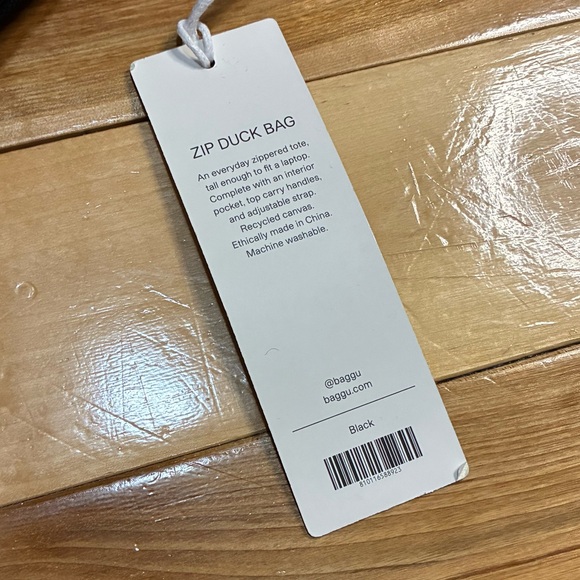 ZIP DUCK BAG
An everyday zippered tote,
tall enough to fit a laptop.
Complete with an interior
pocket, top carry handles,
and adjustable strap.
Recycled canvas.
Ethically made in China.
Machine washable.
@baggu
baggu.com
Black
810116388923